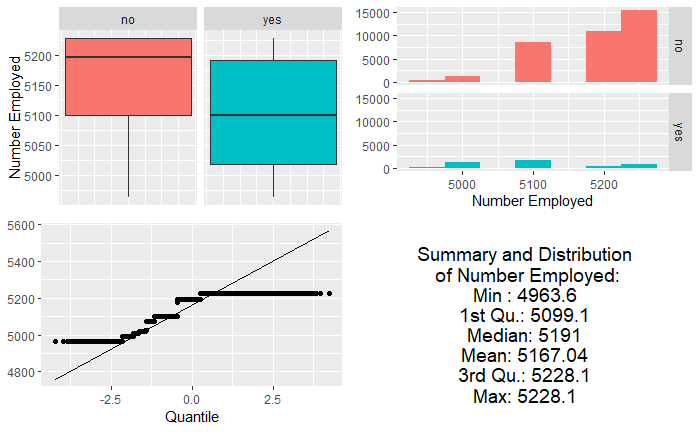 no
yes
Number Employed
5200
5150
5100
5050
5000
15000
10000
5000
0
no
15000
10000
5000
0
yes
5000
5100
5200
Number Employed
5600
5400
5200
5000
4800
-2.5
0.0
2.5
Quantile
Summary and Distribution
of Number Employed:
Min : 4963.6
1st Qu.: 5099.1
Median: 5191
Mean: 5167.04
3rd Qu.: 5228.1
Max: 5228.1